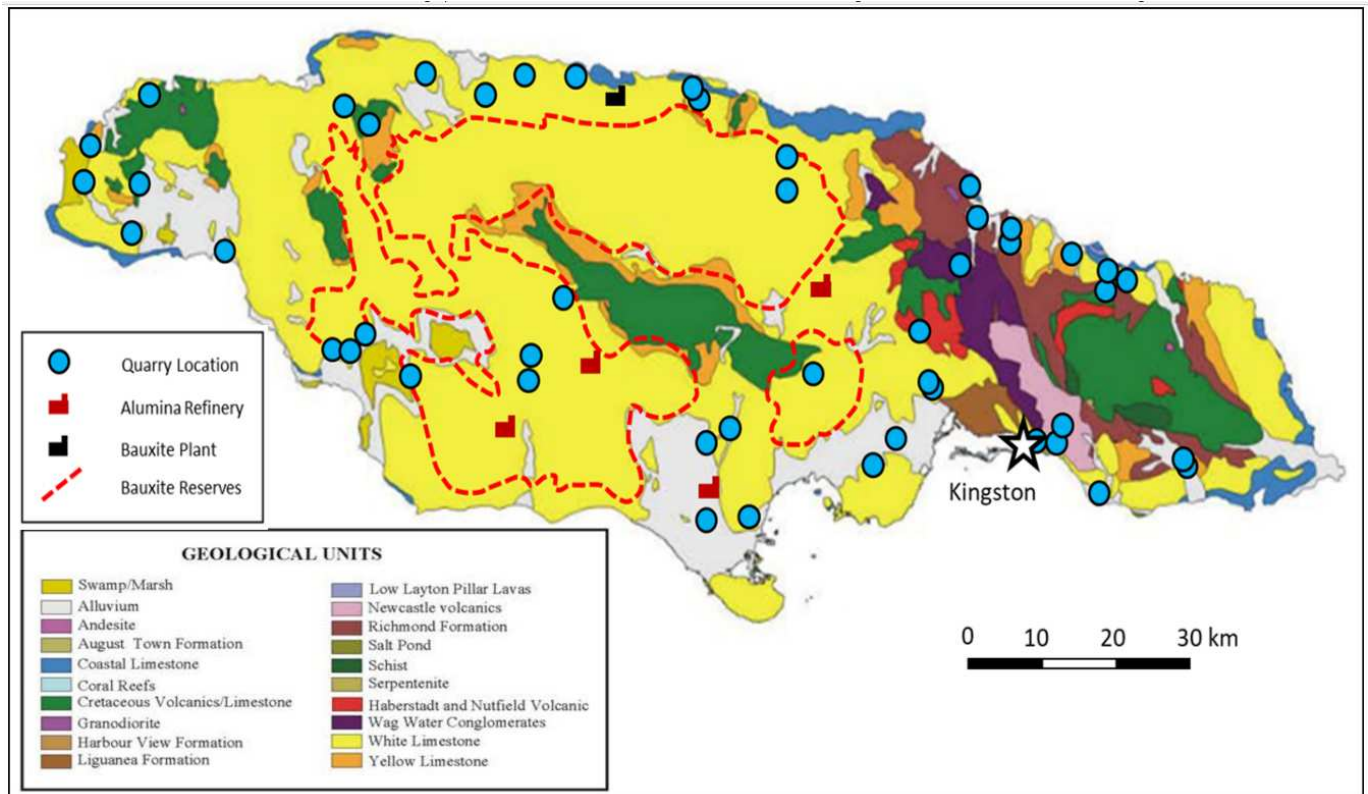 Kingston
Quarry Location
Alumina Refinery
Bauxite Plant
Bauxite Reserves
GEOLOGICAL UNITS
Swamp/Marsh
Alluvium
Andesite
August Town Formation
Coastal Limestone
Coral Reefs
Cretaceous Volcanics/Limestone
Granodiorite
Harbour View Formation
Liguanea Formation
Low Layton Pillar Lavas
Newcastle volcanics
Richmond Formation
Salt Pond
Schist
Serpentenite
Haberstadt and Nutfield Volcanic
Wag Water Conglomerates
White Limestone
Yellow Limestone
0 10 20 30 km